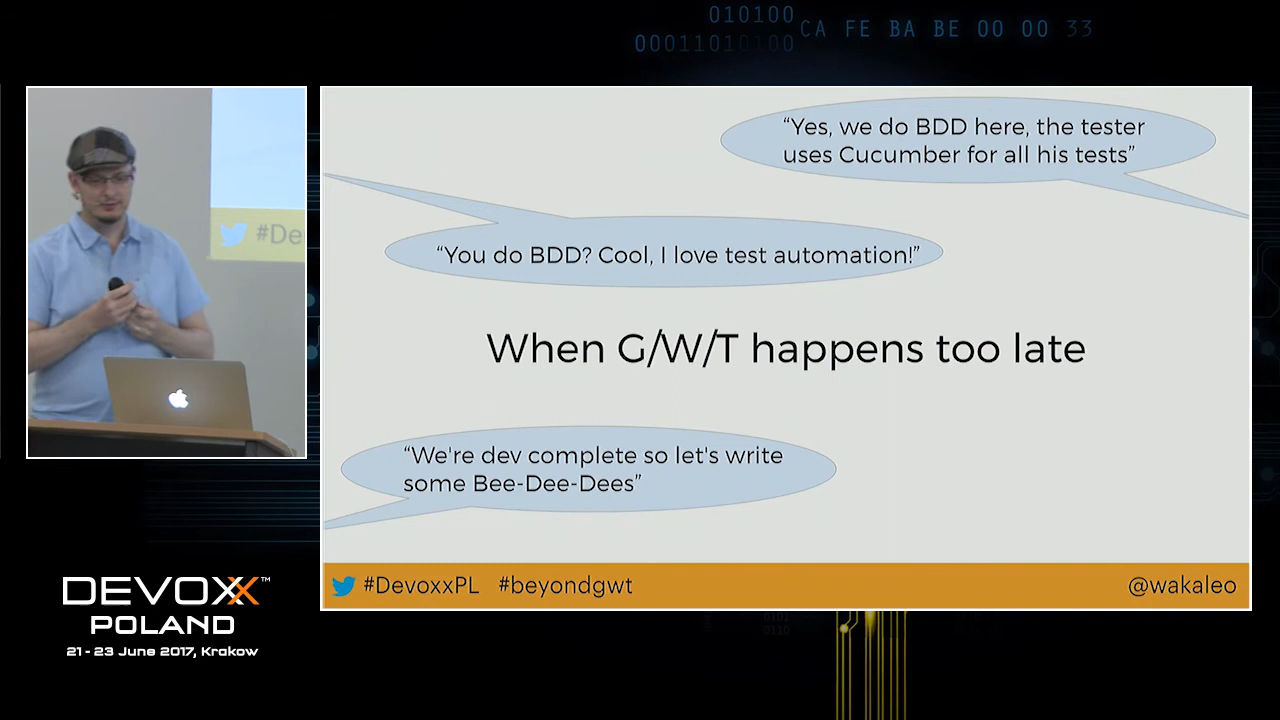 010100
00011010100
CA FE BA BE 00 00 33
#De
"Yes, we do BDD here, the tester
uses Cucumber for all his tests"
"You do BDD? Cool, I love test automation!"
When G/W/T happens too late
"We're dev complete so let's write
some Bee-Dee-Dees"
#DevoxxPL #beyondgwt
@wakaleo
DEVOXX™
POLAND
21 - 23 June 2017, Krakow